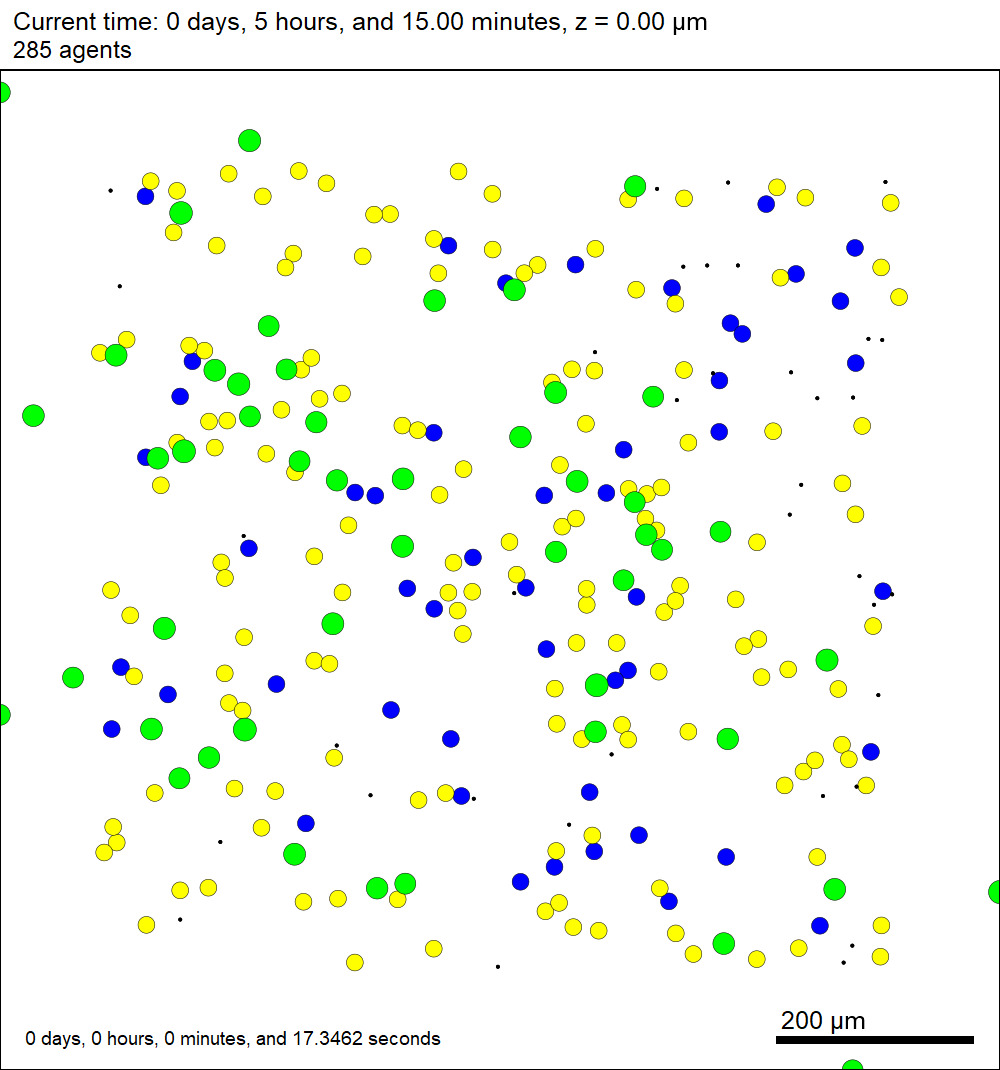 Current time: 0 days, 5 hours, and 15.00 minutes, z = 0.00 µm
285 agents
200 µm
0 days, 0 hours, 0 minutes, and 17.3462 seconds